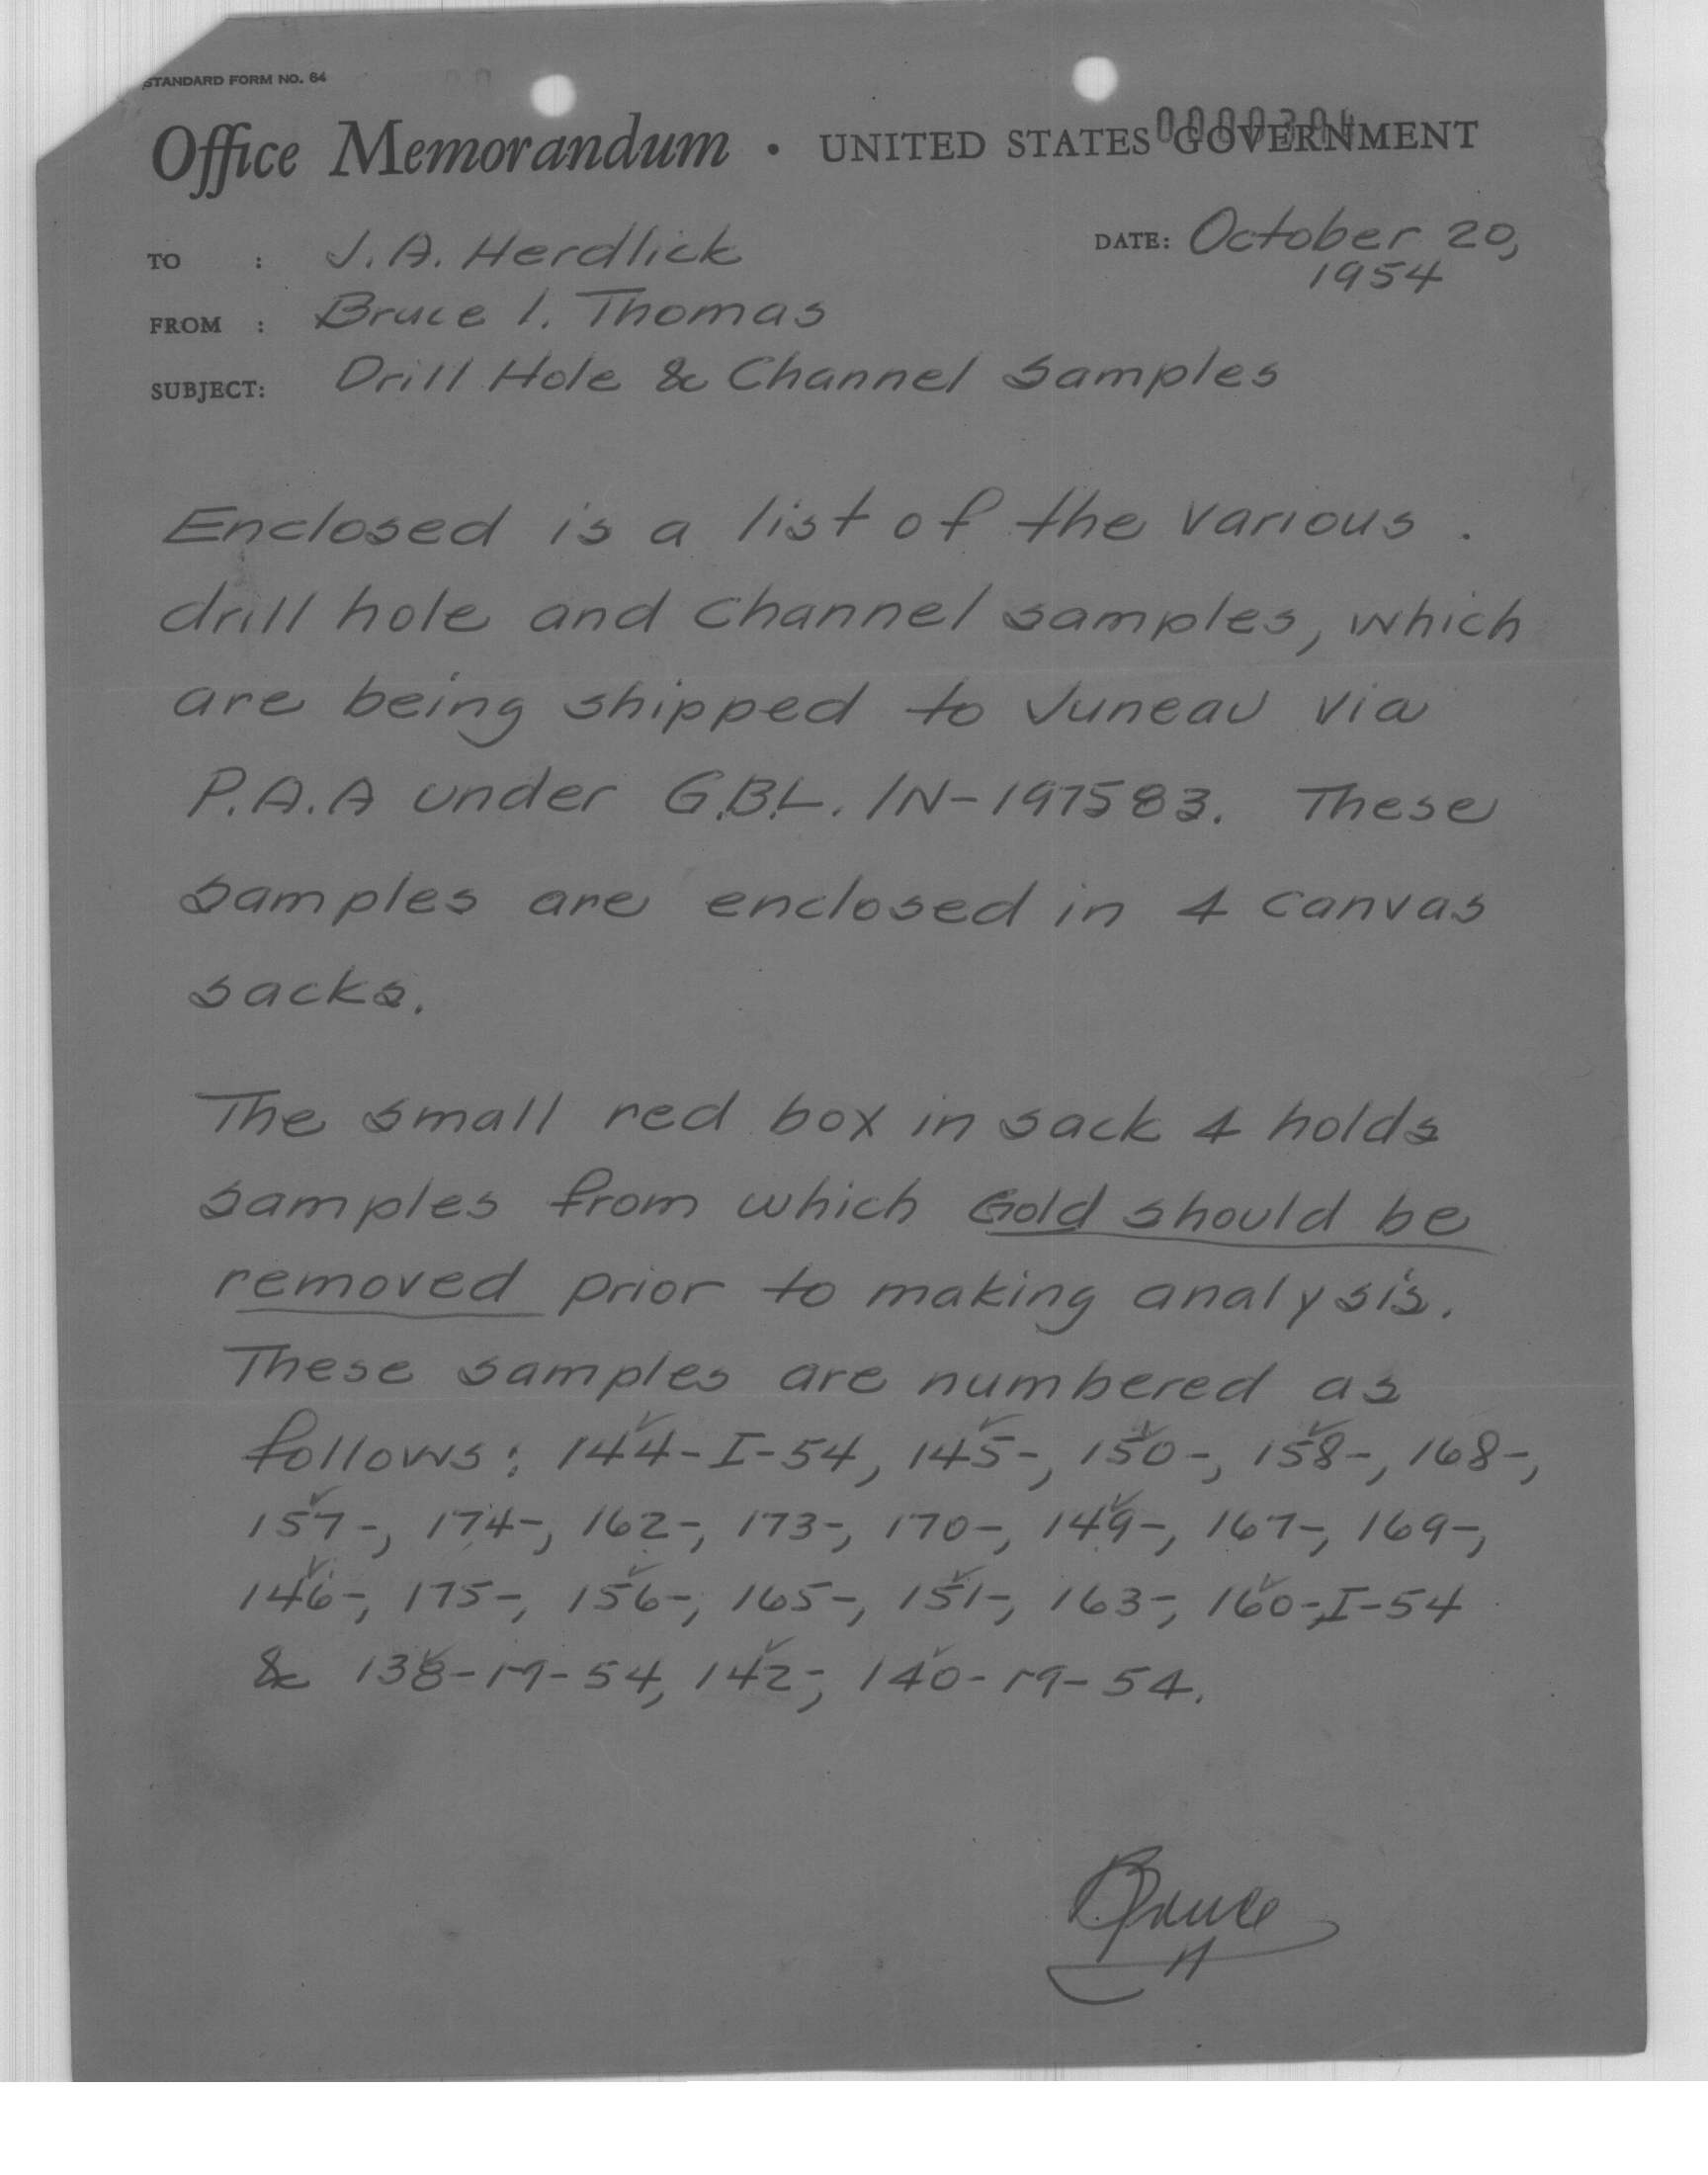 STANDARD FORM NO. 64
Office Memorandum • UNITED STATES GOVERNMENT
TO : J. A. Herdlick DATE: October 20,
1954
FROM : Bruce I. Thomas
SUBJECT: Drill Hole & Channel Samples
Enclosed is a list of the various
drill hole and channel samples, which
are being shipped to Juneau via
P.A.A under G.B.L. IN-197583. These
samples are enclosed in 4 canvas
sacks.
The small red box in sack 4 holds
samples from which Gold should be
removed prior to making analysis.
These samples are numbered as
follows: 144-I-54, 145-, 150-, 158-, 168-,
157-, 174-, 162-, 173-, 170-, 149-, 167-, 169-,
146-, 175-, 156-, 165-, 151-, 163-, 160-, I-54
& 138-M-54, 142-, 140-M-54.
Bruce